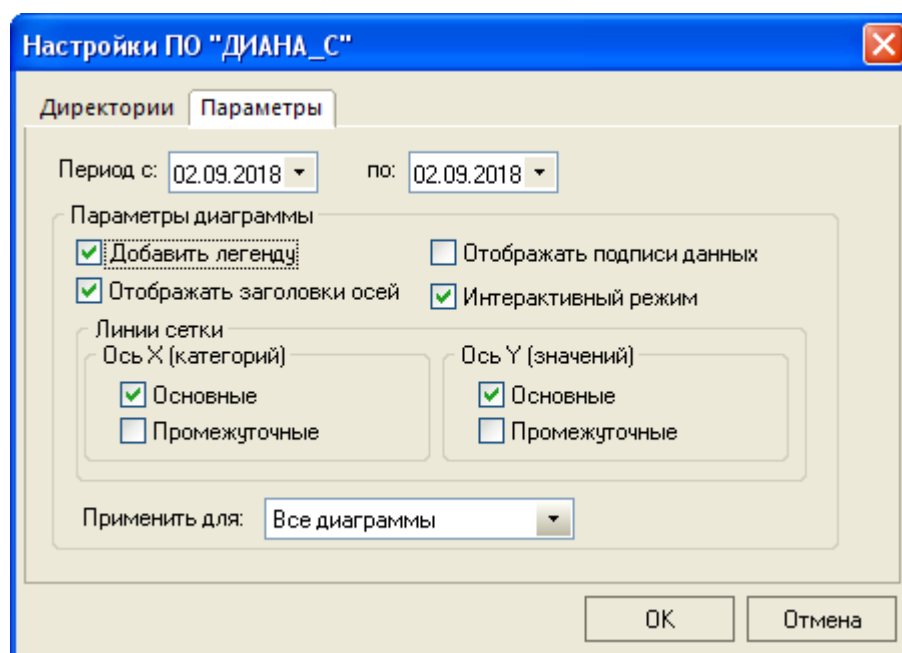 Настройки ПО "ДИАНА_С"
Директории Параметры
Период с: 02.09.2018 по: 02.09.2018
Параметры диаграммы
Добавить легенду Отображать подписи данных
Отображать заголовки осей Интерактивный режим
Линии сетки
Ось X (категорий) Ось Y (значений)
Основные Основные
Промежуточные Промежуточные
Применить для: Все диаграммы
OK Отмена